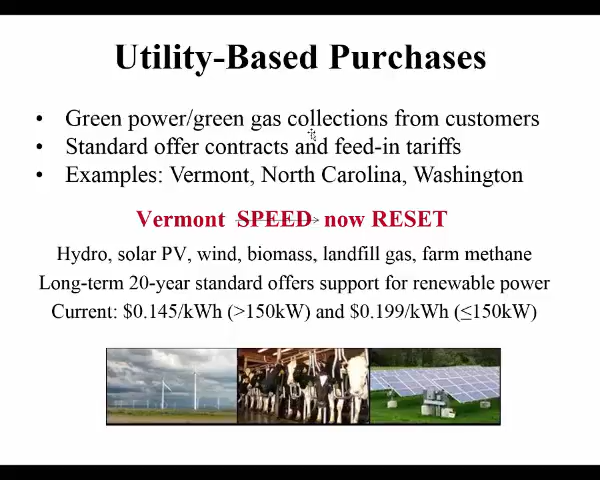 Utility-Based Purchases
• Green power/green gas collections from customers
• Standard offer contracts and feed-in tariffs
• Examples: Vermont, North Carolina, Washington
Vermont SPEED now RESET
Hydro, solar PV, wind, biomass, landfill gas, farm methane
Long-term 20-year standard offers support for renewable power
Current: $0.145/kWh (>150kW) and $0.199/kWh (≤150kW)